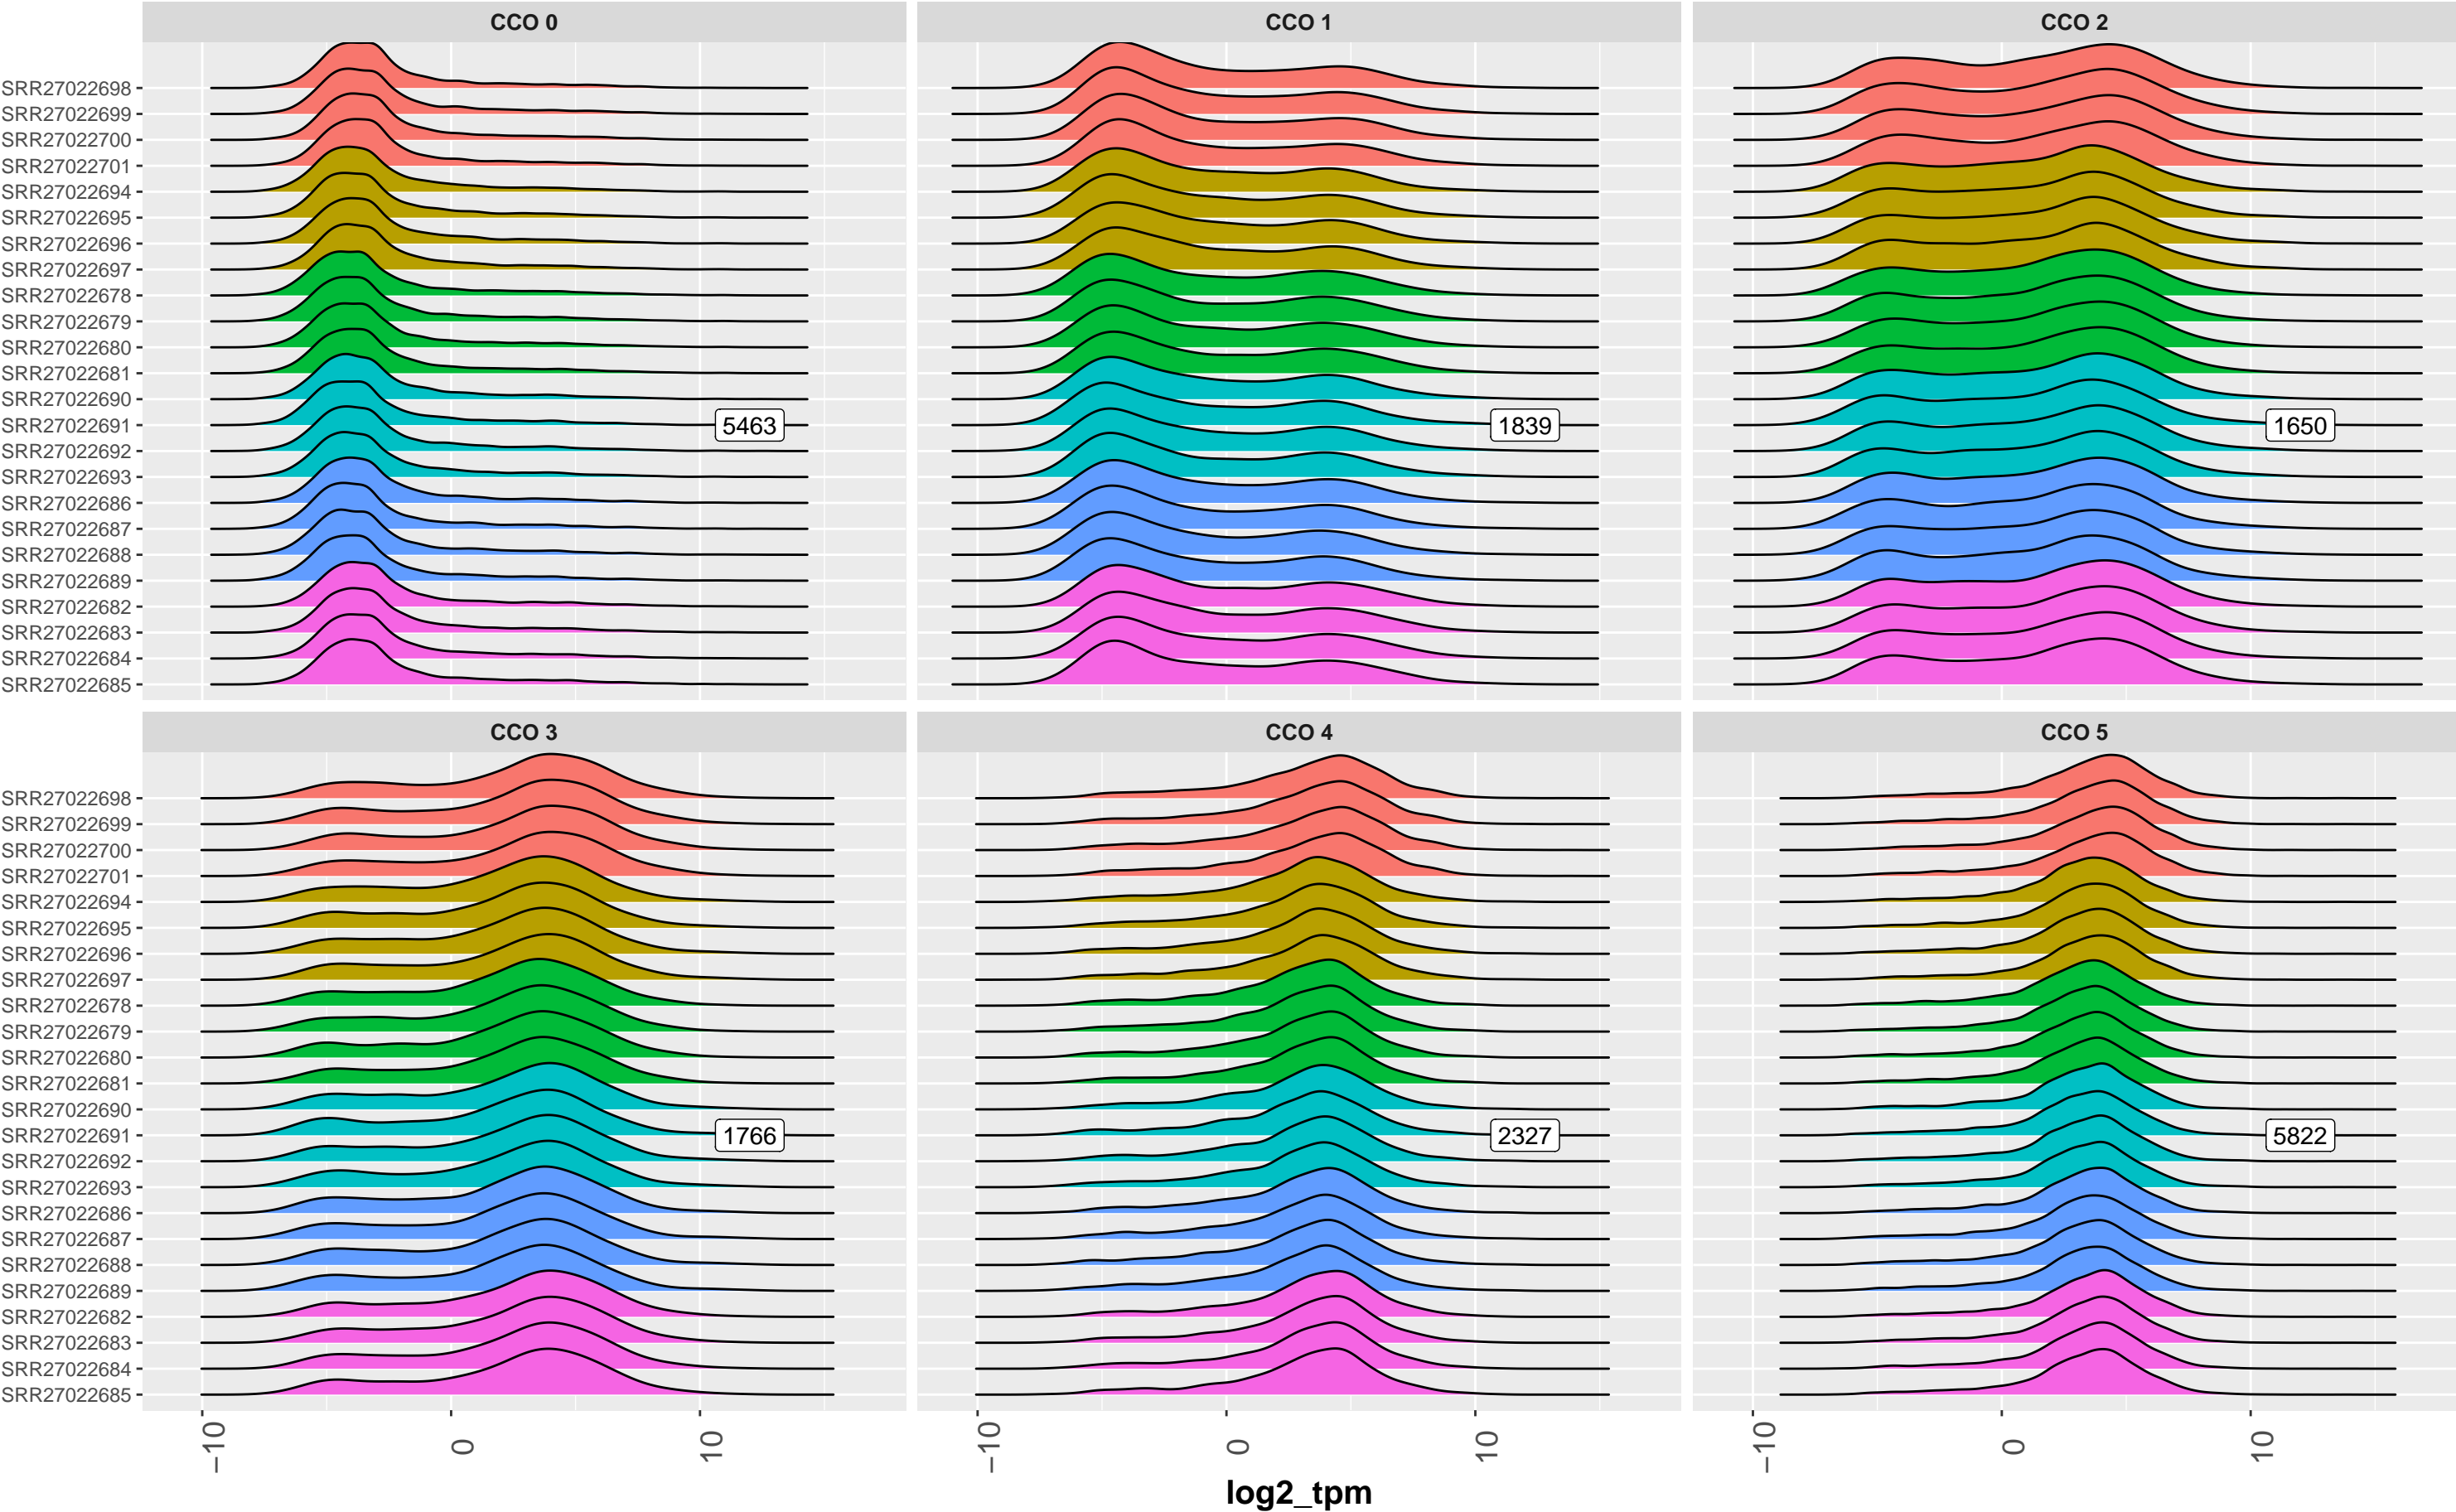 CCO 0
CCO 1
CCO 2
SRR27022698
SRR27022699
SRR27022700
SRR27022701
SRR27022694
SRR27022695
SRR27022696
SRR27022697
SRR27022678
SRR27022679
SRR27022680
SRR27022681
SRR27022690
SRR27022691
5463
1839
1650
SRR27022692
SRR27022693
SRR27022686
SRR27022687
SRR27022688
SRR27022689
SRR27022682
SRR27022683
SRR27022684
SRR27022685
CCO 3
CCO 4
CCO 5
SRR27022698
SRR27022699
SRR27022700
SRR27022701
SRR27022694
SRR27022695
SRR27022696
SRR27022697
SRR27022678
SRR27022679
SRR27022680
SRR27022681
SRR27022690
SRR27022691
1766
2327
5822
SRR27022692
SRR27022693
SRR27022686
SRR27022687
SRR27022688
SRR27022689
SRR27022682
SRR27022683
SRR27022684
SRR27022685
−10
0
10
−10
0
10
−10
0
10
log2_tpm